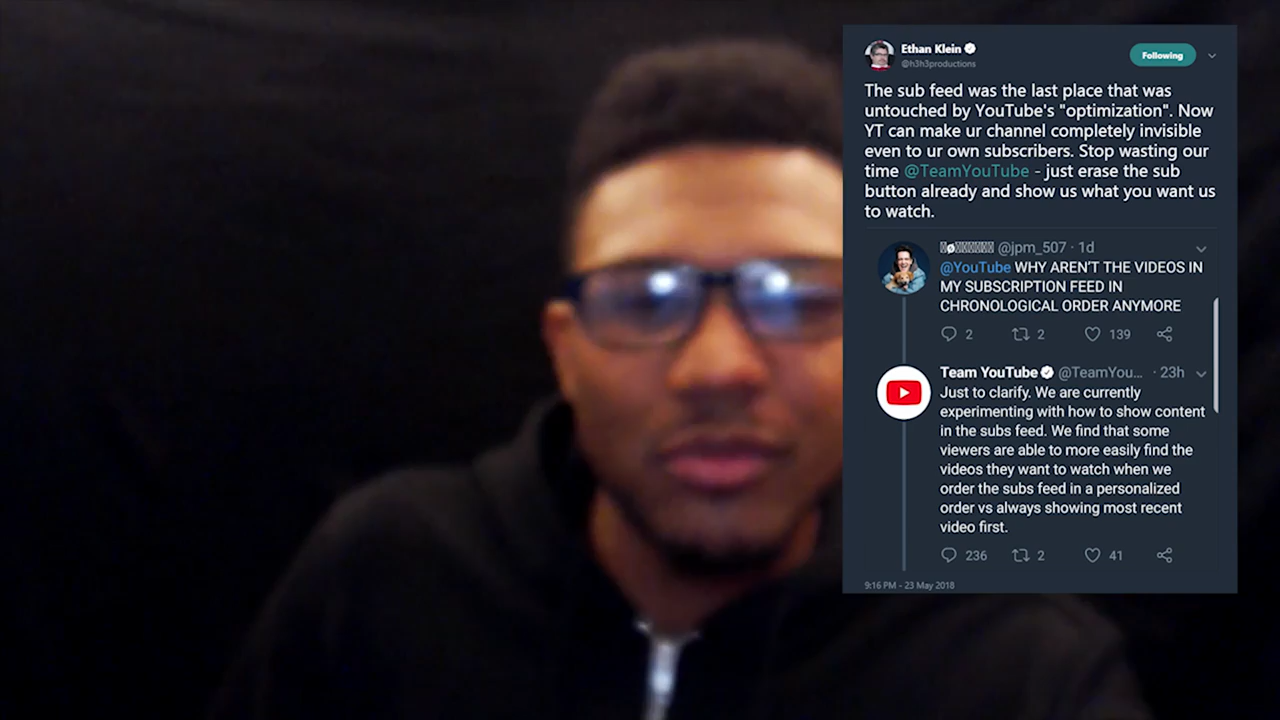 Ethan Klein
@h3h3productions
Following
The sub feed was the last place that was
untouched by YouTube's "optimization". Now
YT can make ur channel completely invisible
even to ur own subscribers. Stop wasting our
time @TeamYouTube - just erase the sub
button already and show us what you want us
to watch.
@jpm_507 · 1d
@YouTube WHY AREN'T THE VIDEOS IN
MY SUBSCRIPTION FEED IN
CHRONOLOGICAL ORDER ANYMORE
2 2 139
Team YouTube @TeamYou... · 23h
Just to clarify. We are currently
experimenting with how to show content
in the subs feed. We find that some
viewers are able to more easily find the
videos they want to watch when we
order the subs feed in a personalized
order vs always showing most recent
video first.
236 2 41
9:16 PM - 23 May 2018